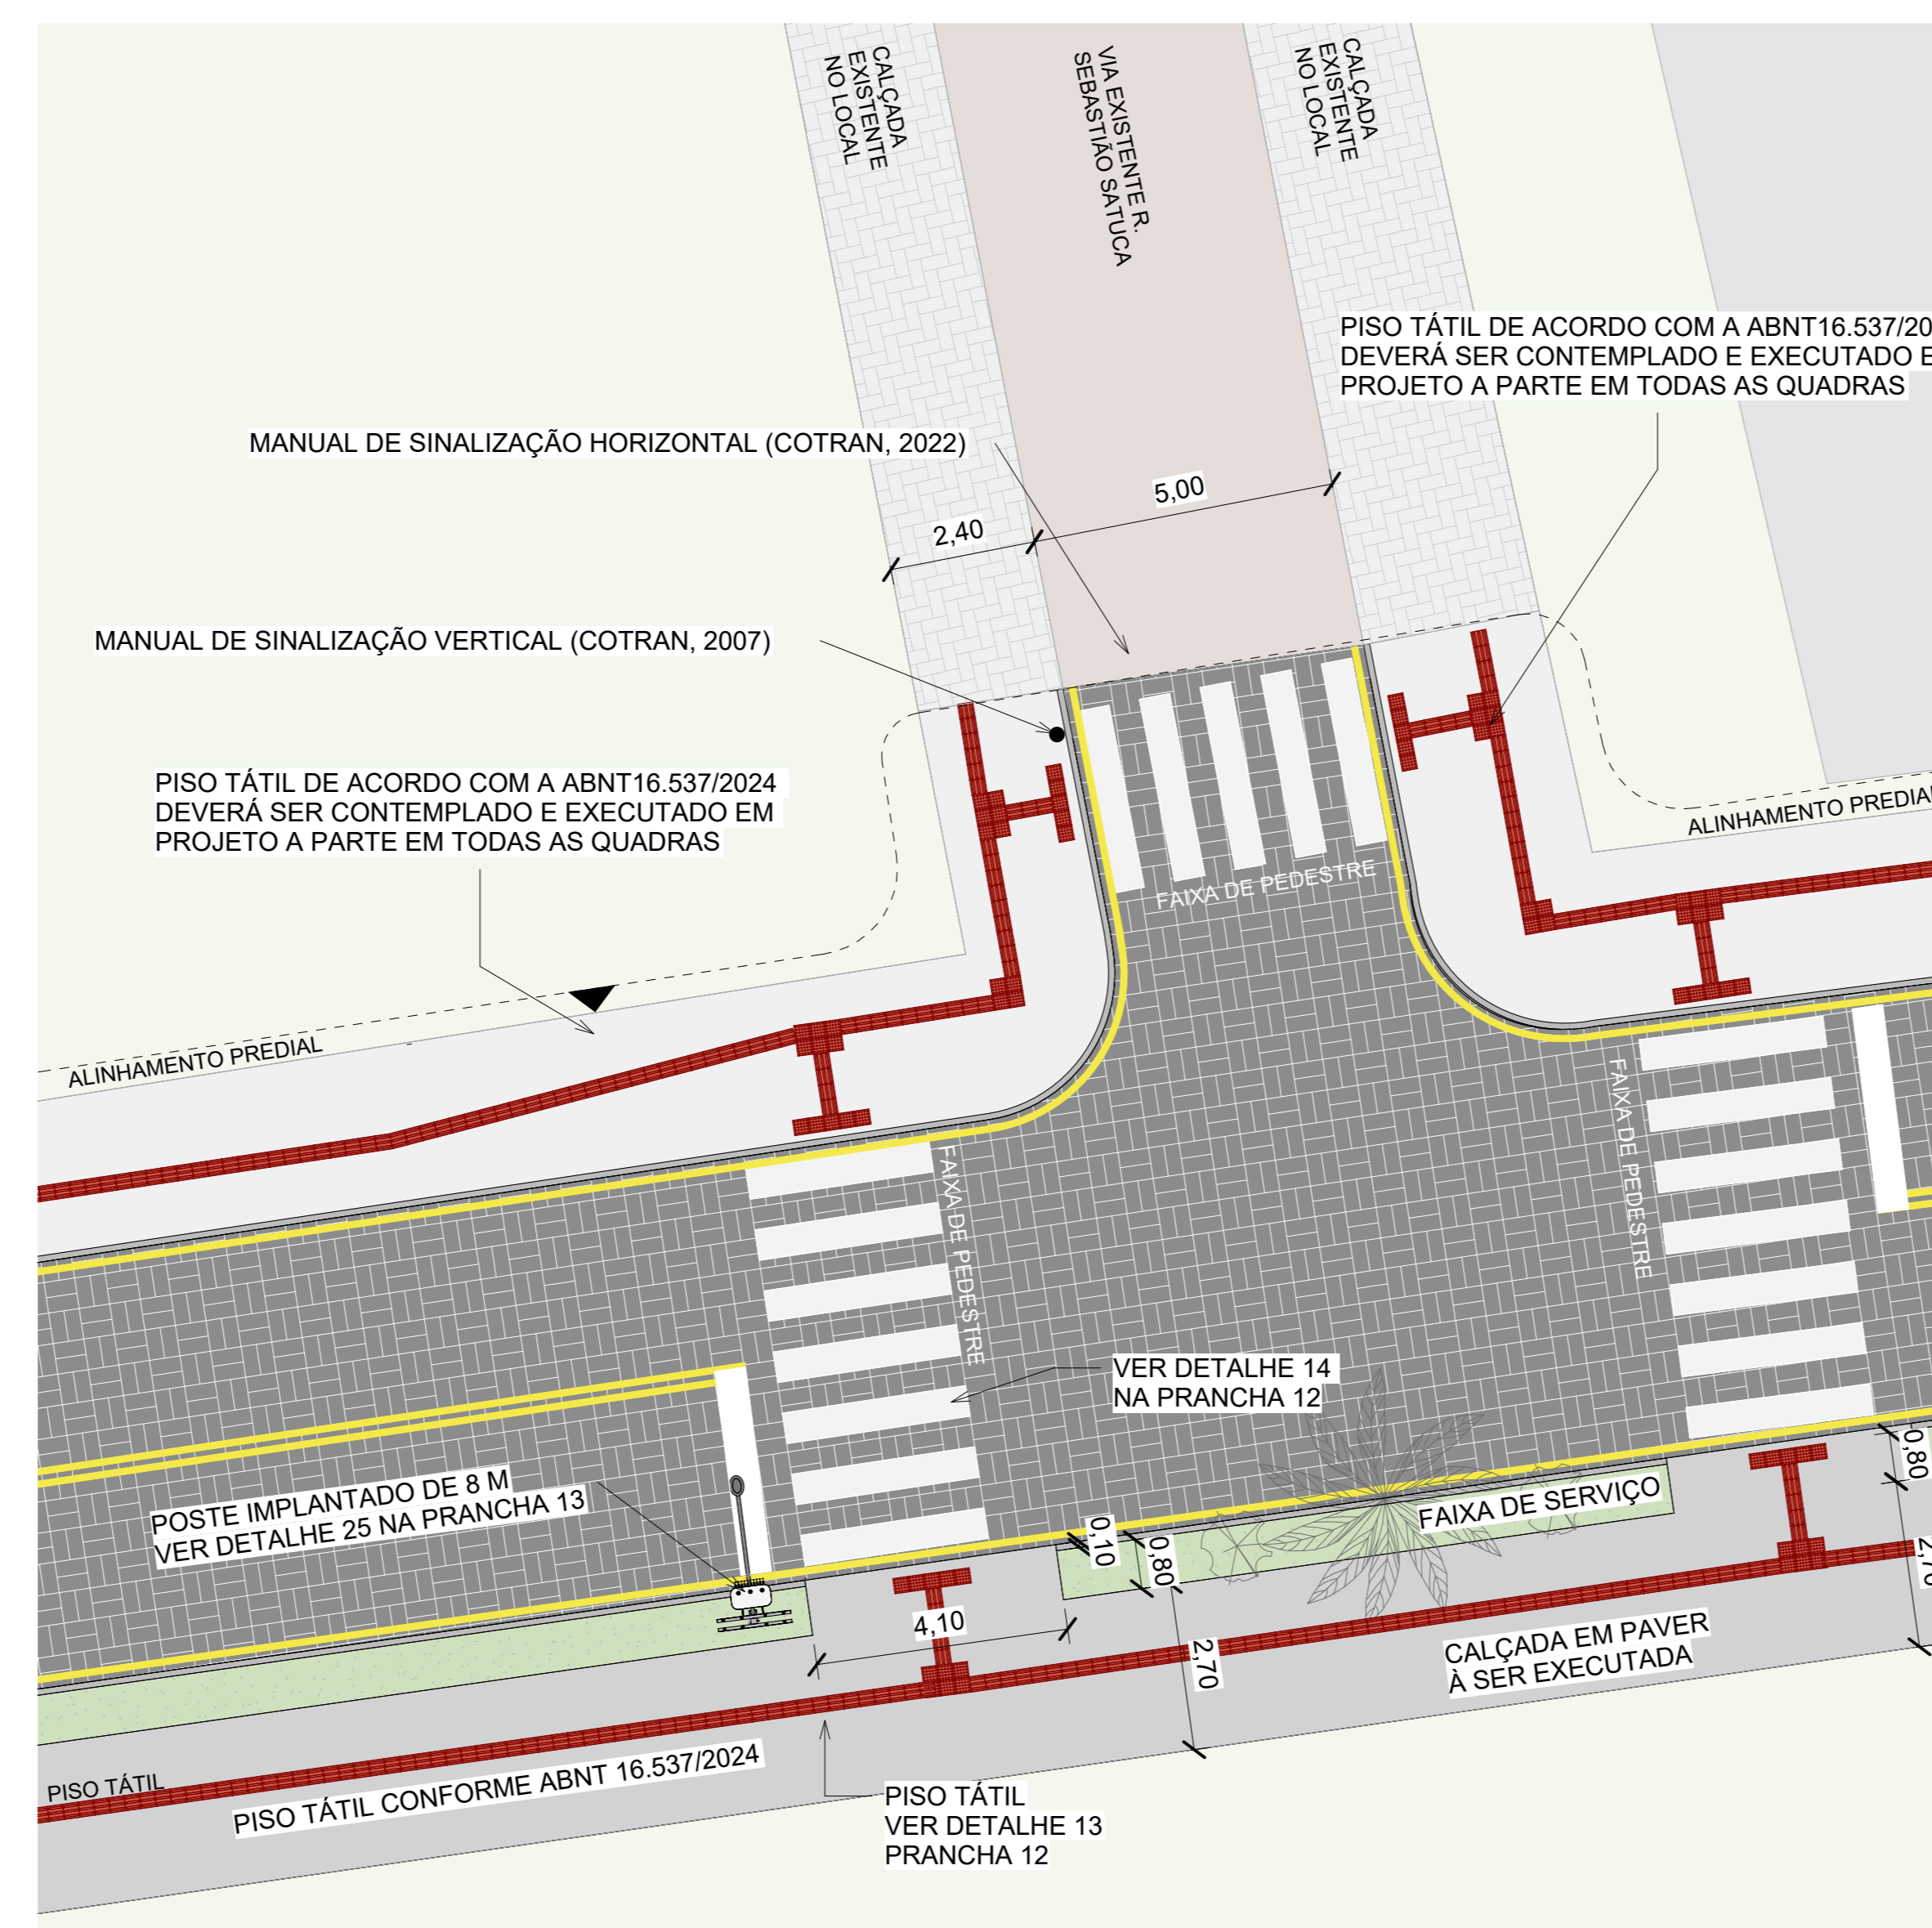 CALÇADA
EXISTENTE
NO LOCAL
VIA EXISTENTE R.
SEBASTIÃO SATUCA
CALÇADA
EXISTENTE
NO LOCAL
PISO TÁTIL DE ACORDO COM A ABNT16.537/20
DEVERÁ SER CONTEMPLADO E EXECUTADO E
PROJETO A PARTE EM TODAS AS QUADRAS
MANUAL DE SINALIZAÇÃO HORIZONTAL (COTRAN, 2022)
5,00
2,40
MANUAL DE SINALIZAÇÃO VERTICAL (COTRAN, 2007)
PISO TÁTIL DE ACORDO COM A ABNT16.537/2024
DEVERÁ SER CONTEMPLADO E EXECUTADO EM
PROJETO A PARTE EM TODAS AS QUADRAS
ALINHAMENTO PREDIAL
FAIXA DE PEDESTRE
ALINHAMENTO PREDIAL
FAIXA DE PEDESTRE
FAIXA DE PEDESTRE
VER DETALHE 14
NA PRANCHA 12
POSTE IMPLANTADO DE 8 M
VER DETALHE 25 NA PRANCHA 13
FAIXA DE SERVIÇO
0,80
0,10
0,80
2,70
4,10
2,70
CALÇADA EM PAVER
À SER EXECUTADA
PISO TÁTIL
PISO TÁTIL CONFORME ABNT 16.537/2024
PISO TÁTIL
VER DETALHE 13
PRANCHA 12